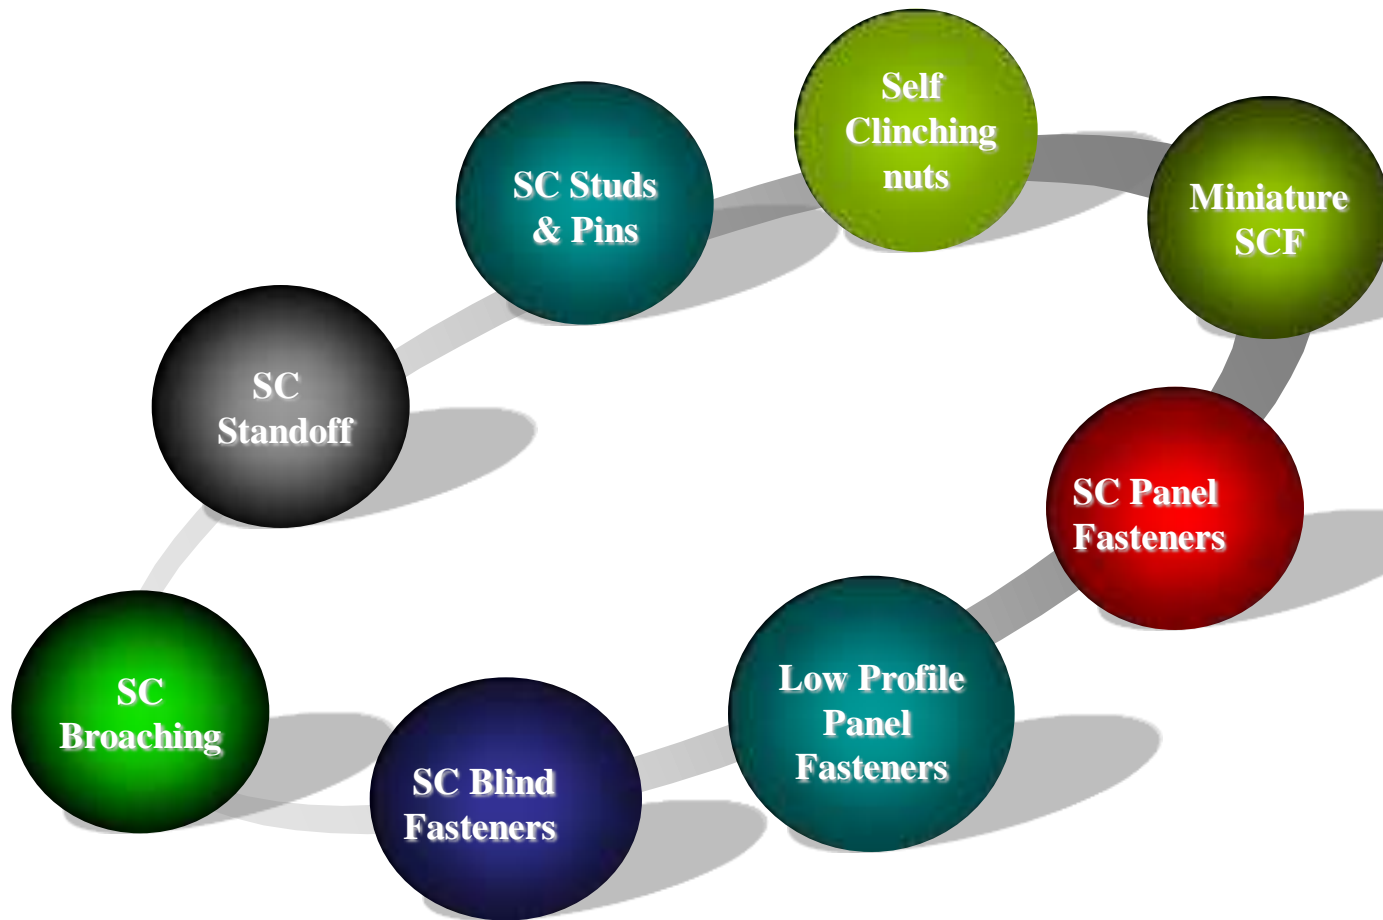 Self
Clinching
nuts
SC Studs
& Pins
Miniature
SCF
SC
Standoff
SC Panel
Fasteners
Low Profile
Panel
Fasteners
SC
Broaching
SC Blind
Fasteners